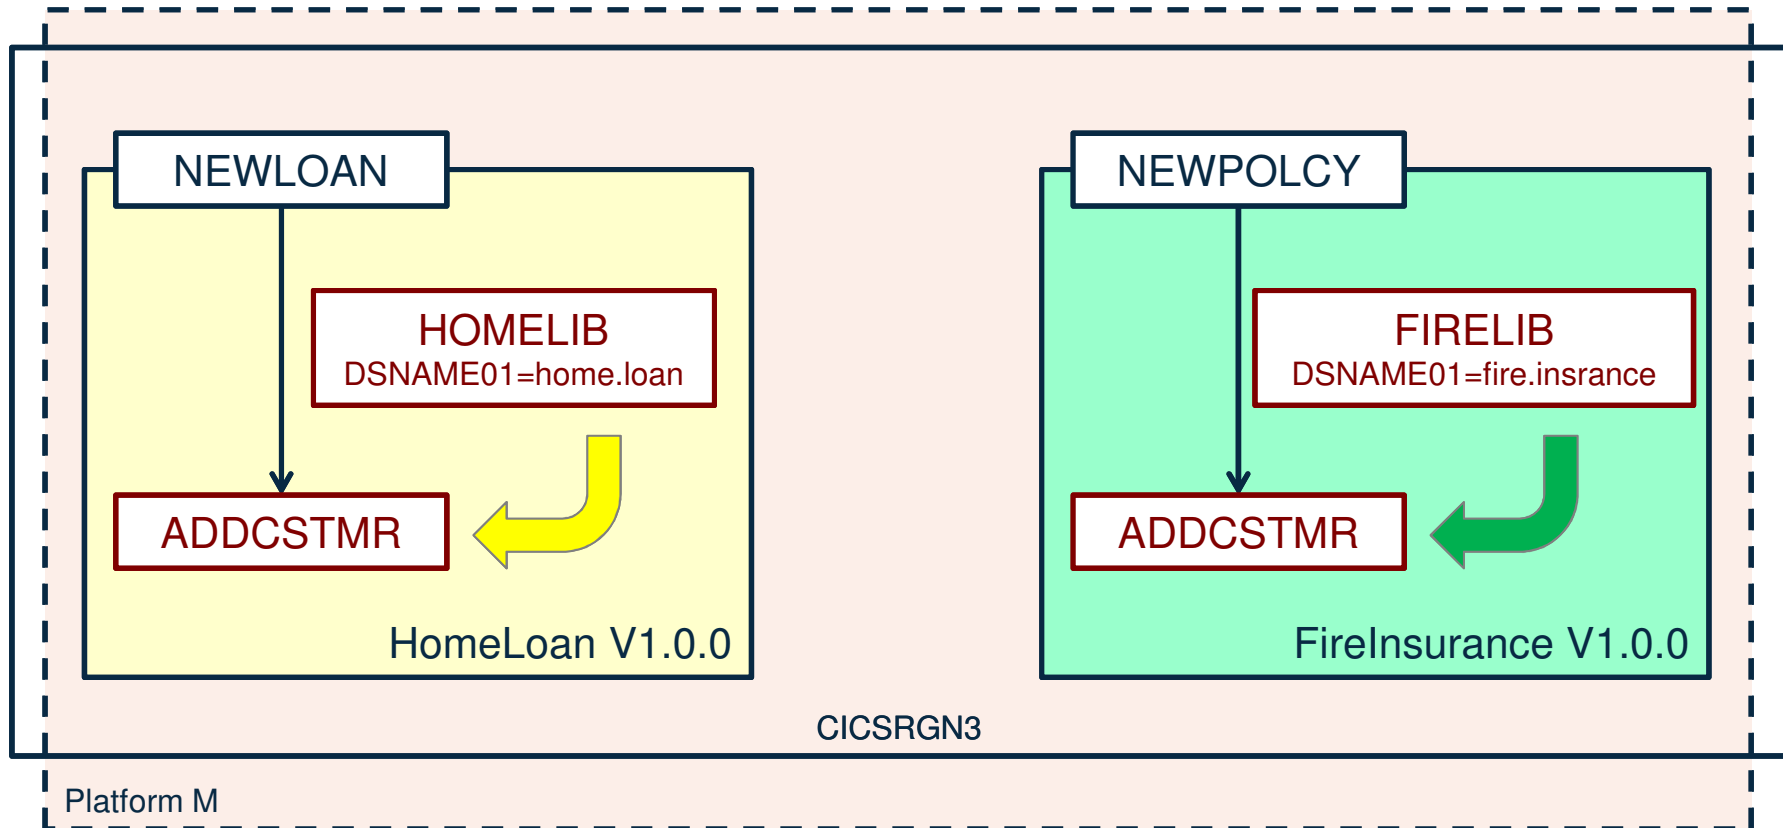 NEWLOAN
HOMELIB
DSNAME01=home.loan
ADDCSTMR
HomeLoan V1.0.0
NEWPOLCY
FIRELIB
DSNAME01=fire.insrance
ADDCSTMR
FireInsurance V1.0.0
CICSRGN3
Platform M